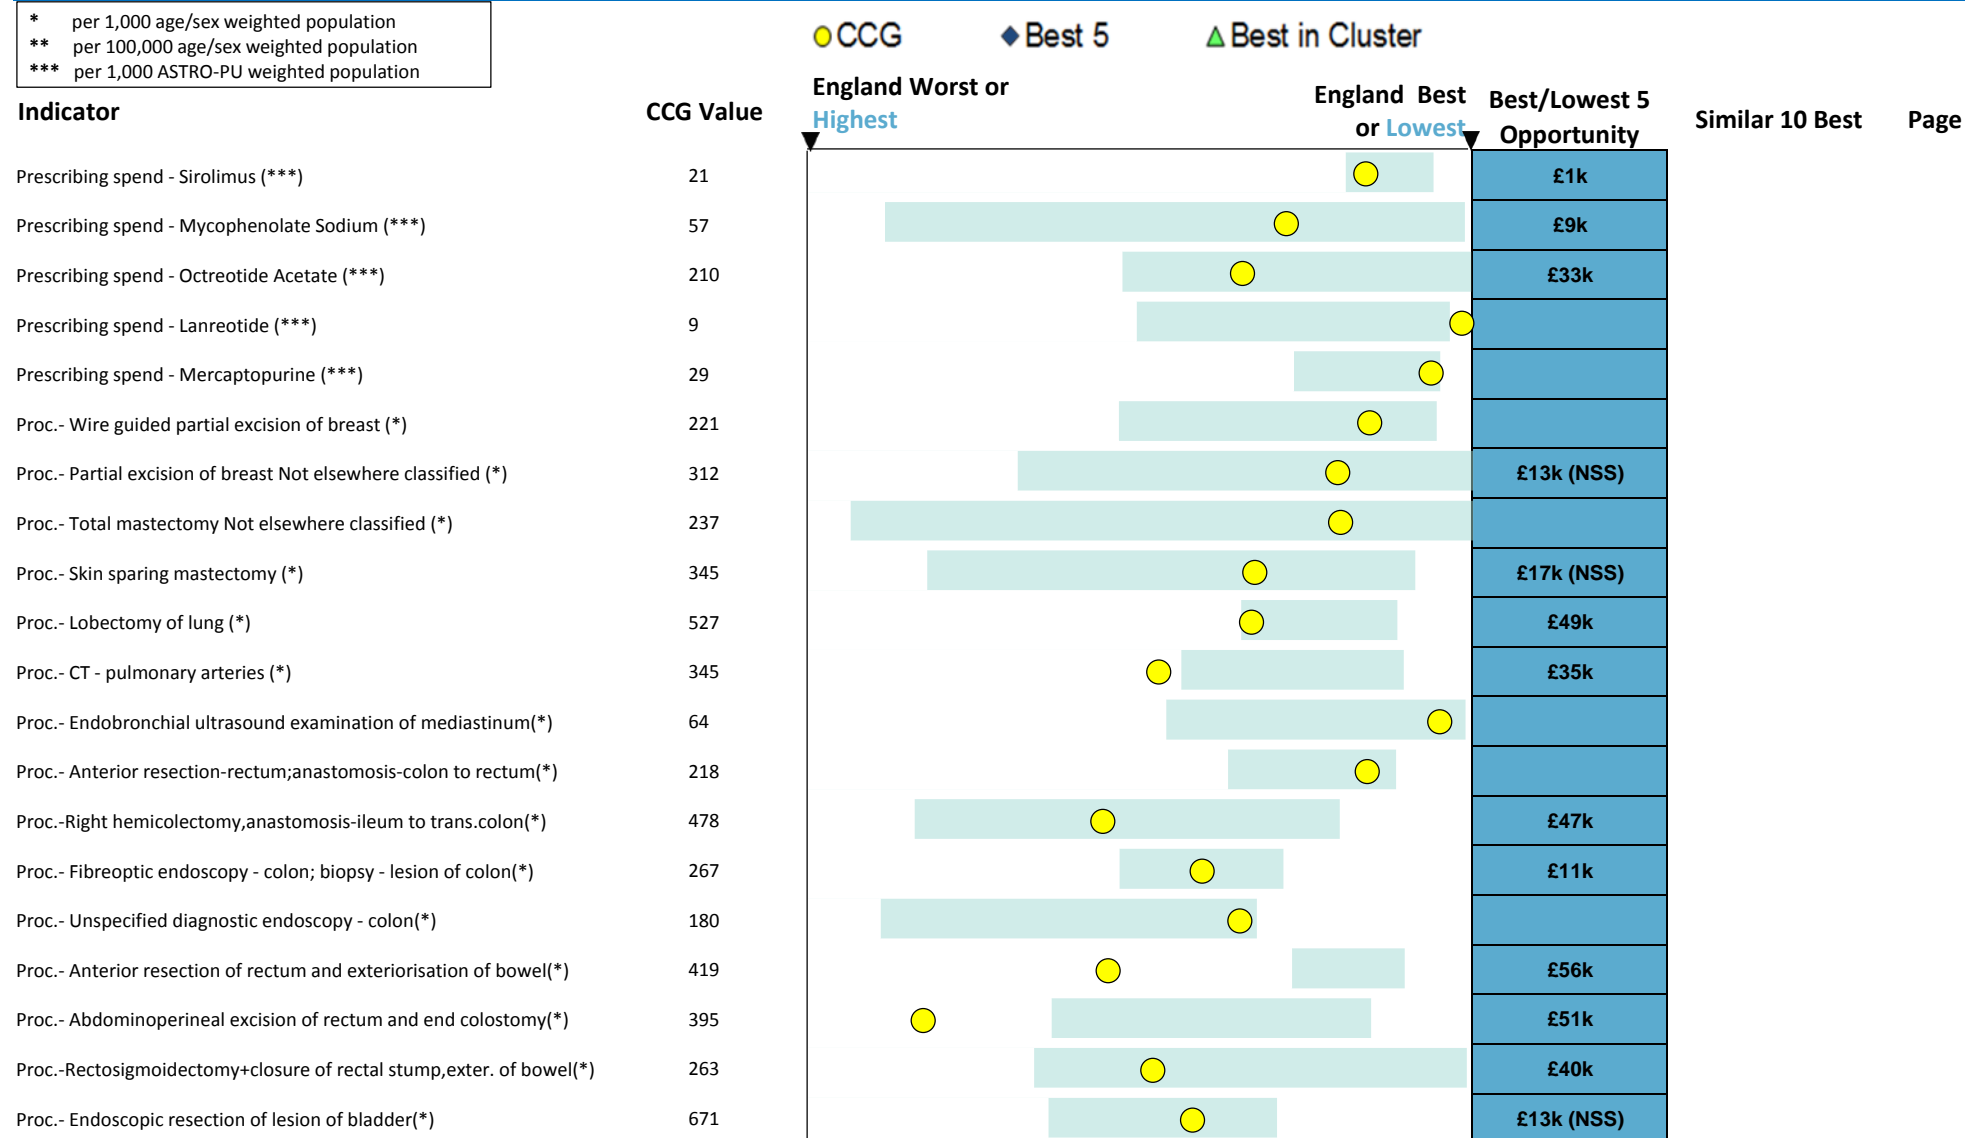 * per 1,000 age/sex weighted population
** per 100,000 age/sex weighted population
*** per 1,000 ASTRO-PU weighted population
CCG Best 5 Best in Cluster
Indicator CCG Value England Worst or Highest England Best or Lowest Best/Lowest 5 Opportunity Similar 10 Best Page
Prescribing spend - Sirolimus (***) 21 £1k
Prescribing spend - Mycophenolate Sodium (***) 57 £9k
Prescribing spend - Octreotide Acetate (***) 210 £33k
Prescribing spend - Lanreotide (***) 9
Prescribing spend - Mercaptopurine (***) 29
Proc.- Wire guided partial excision of breast (*) 221
Proc.- Partial excision of breast Not elsewhere classified (*) 312 £13k (NSS)
Proc.- Total mastectomy Not elsewhere classified (*) 237
Proc.- Skin sparing mastectomy (*) 345 £17k (NSS)
Proc.- Lobectomy of lung (*) 527 £49k
Proc.- CT - pulmonary arteries (*) 345 £35k
Proc.- Endobronchial ultrasound examination of mediastinum(*) 64
Proc.- Anterior resection-rectum;anastomosis-colon to rectum(*) 218
Proc.-Right hemicolectomy,anastomosis-ileum to trans.colon(*) 478 £47k
Proc.- Fibreoptic endoscopy - colon; biopsy - lesion of colon(*) 267 £11k
Proc.- Unspecified diagnostic endoscopy - colon(*) 180
Proc.- Anterior resection of rectum and exteriorisation of bowel(*) 419 £56k
Proc.- Abdominoperineal excision of rectum and end colostomy(*) 395 £51k
Proc.-Rectosigmoidectomy+closure of rectal stump,exter. of bowel(*) 263 £40k
Proc.- Endoscopic resection of lesion of bladder(*) 671 £13k (NSS)